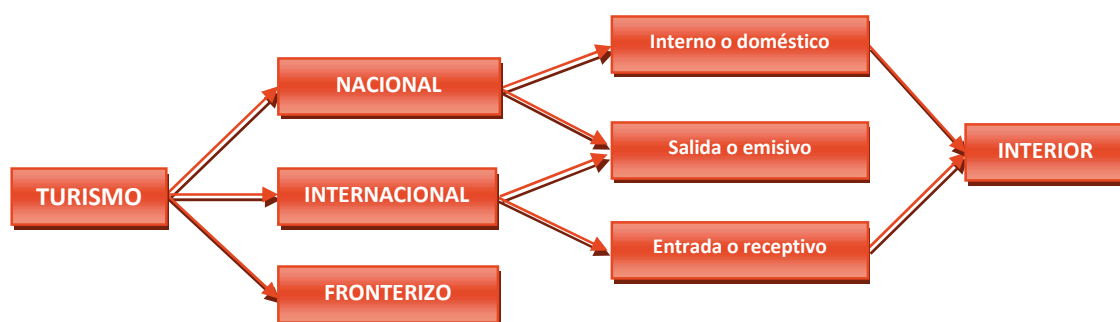 TURISMO
NACIONAL
INTERNACIONAL
FRONTERIZO
Interno o doméstico
Salida o emisivo
Entrada o receptivo
INTERIOR